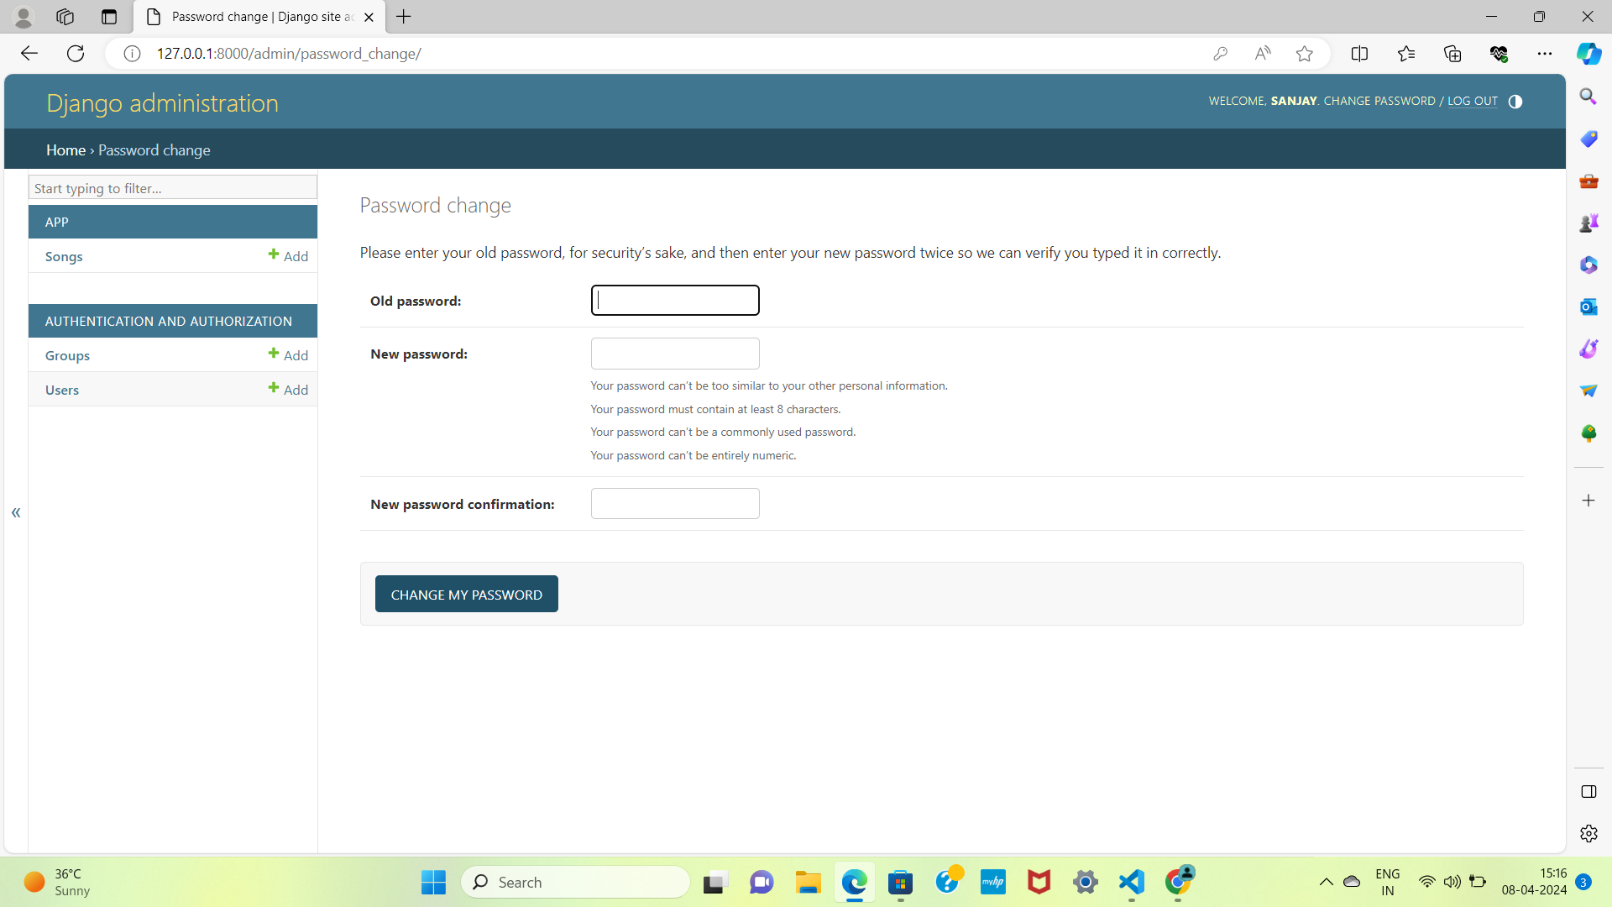 Password change | Django site ac
127.0.0.1:8000/admin/password_change/
Django administration
WELCOME, SANJAY. CHANGE PASSWORD / LOG OUT
Home › Password change
Start typing to filter...
APP
Songs
Add
AUTHENTICATION AND AUTHORIZATION
Groups
Add
Users
Add
«
Password change
Please enter your old password, for security’s sake, and then enter your new password twice so we can verify you typed it in correctly.
Old password:
New password:
Your password can’t be too similar to your other personal information.
Your password must contain at least 8 characters.
Your password can’t be a commonly used password.
Your password can’t be entirely numeric.
New password confirmation:
CHANGE MY PASSWORD
36°C
Sunny
Search
myhp
ENG
IN
15:16
08-04-2024
3